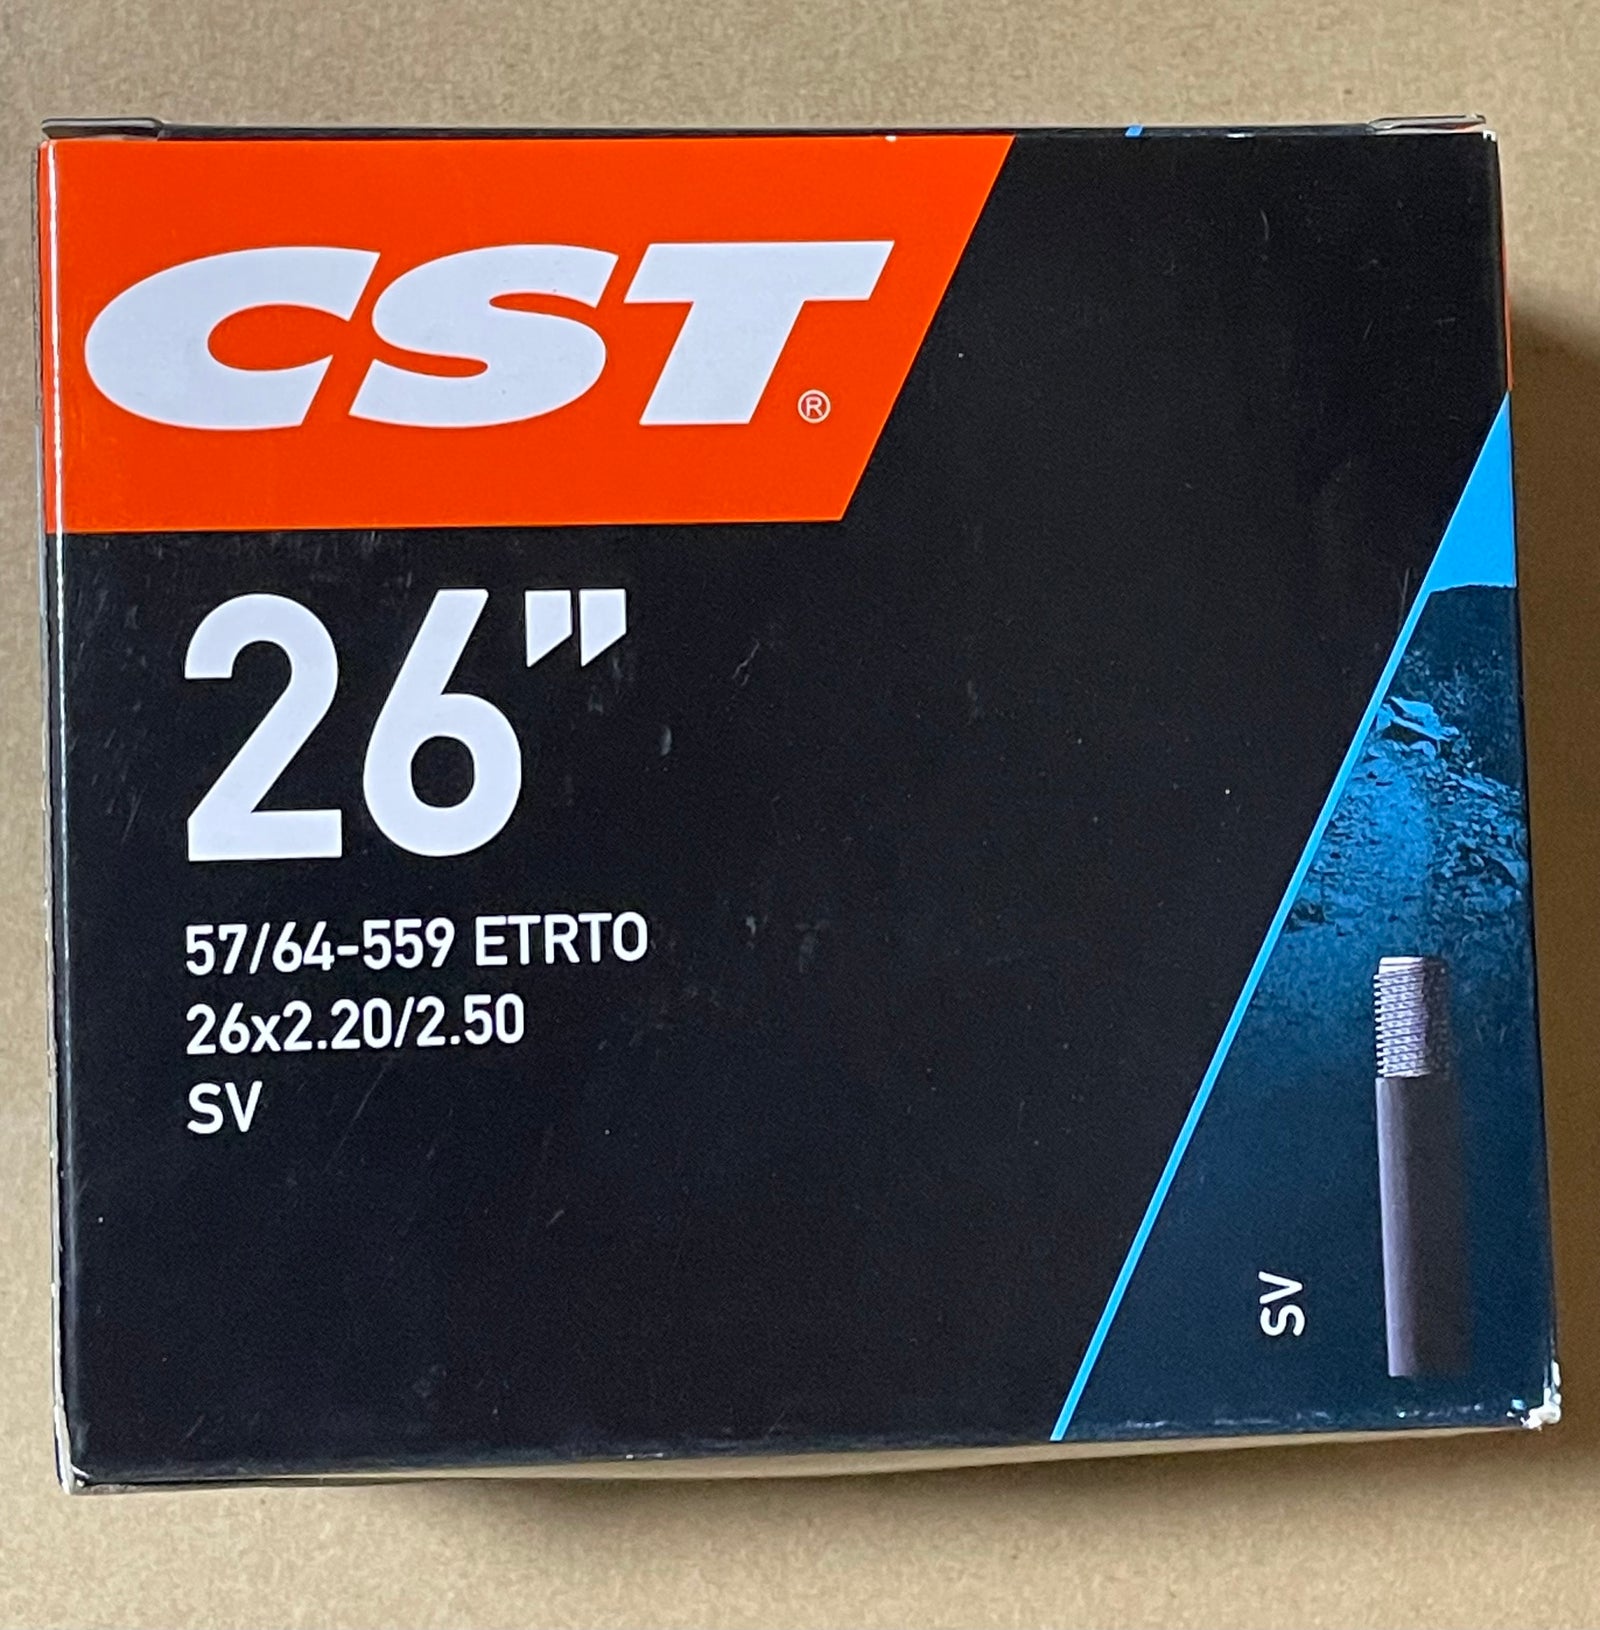 CST®
26”
57/64-559 ETRTO
26x2.20/2.50
SV
SV